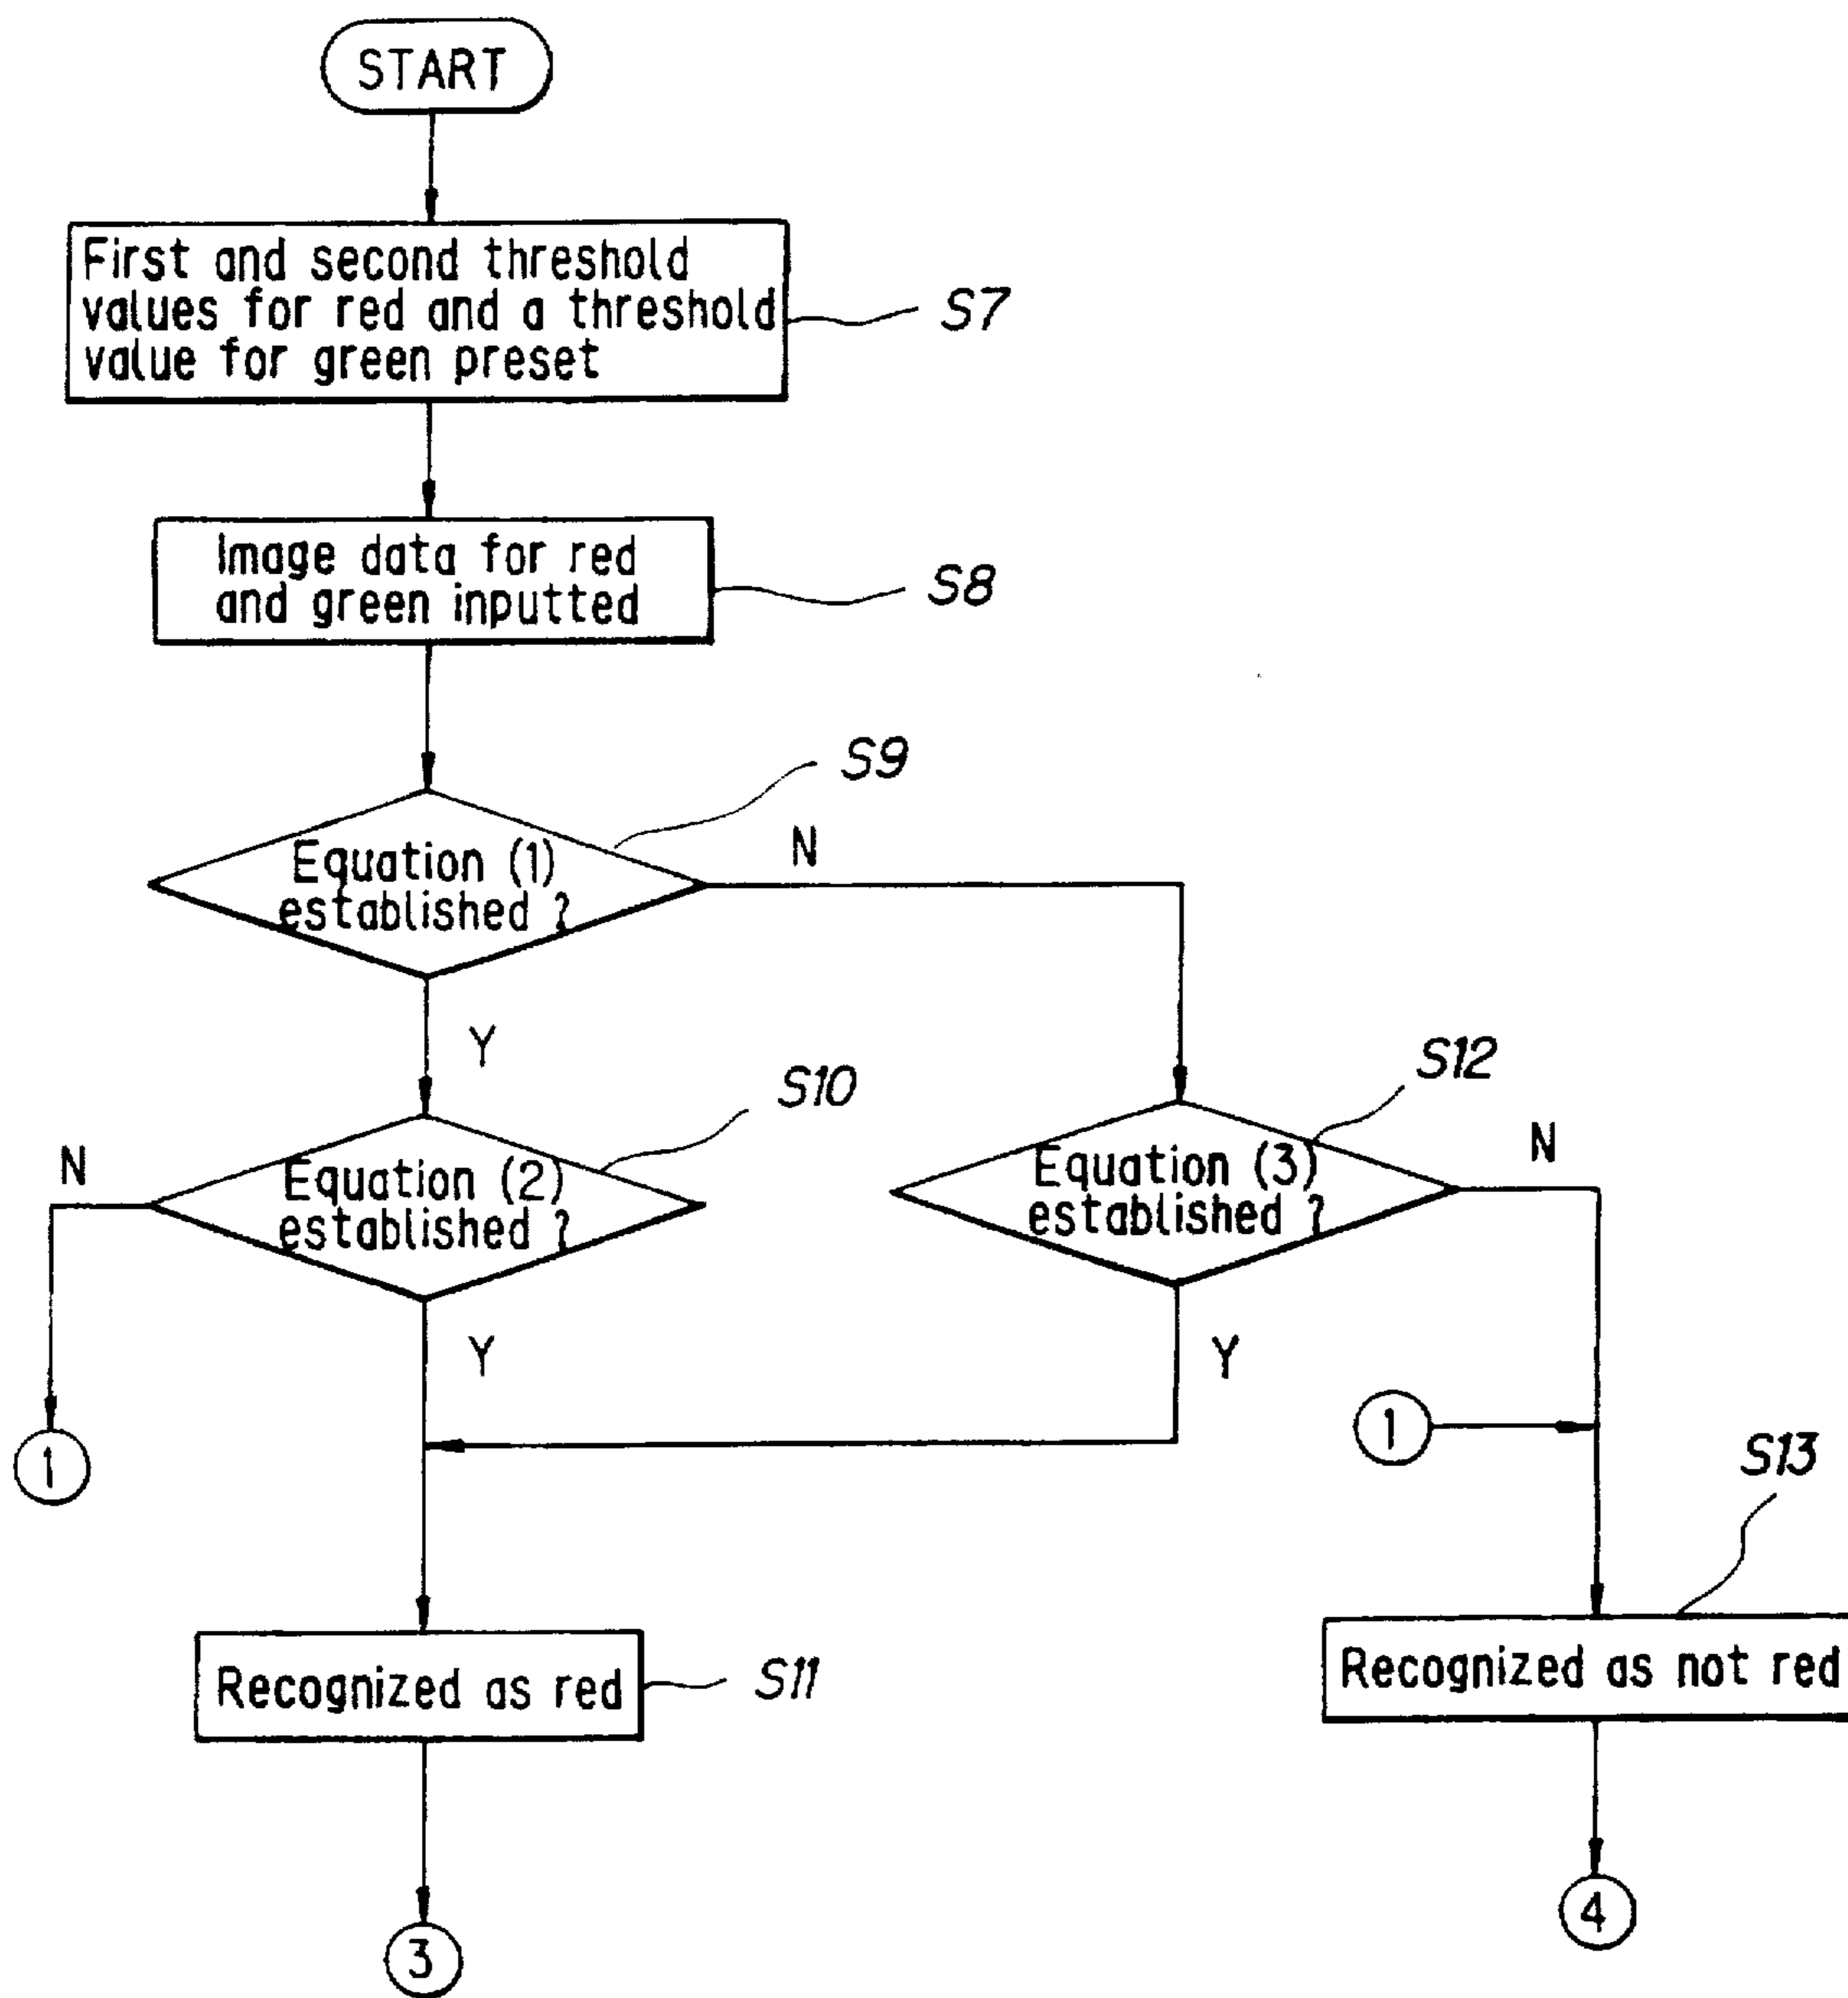 START
First and second threshold
values for red and a threshold
value for green preset
S7
Image data for red
and green inputted
S8
S9
Equation (1)
established ?
N
Y
S10
S12
N
Equation (2)
established ?
Equation (3)
established ?
N
Y
Y
1
1
S13
Recognized as red
S11
Recognized as not red
3
4